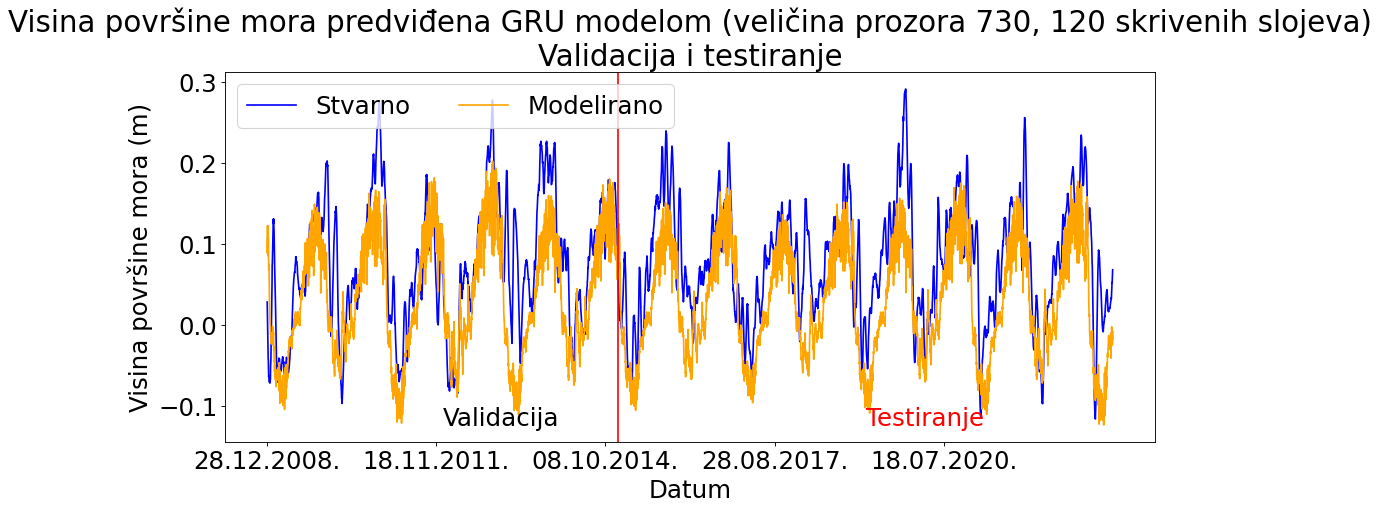 Visina površine mora predviđena GRU modelom (veličina prozora 730, 120 skrivenih slojeva)
Validacija i testiranje
Stvarno
Modelirano
Visina površine mora (m)
0.3
0.2
0.1
0.0
−0.1
Validacija
Testiranje
28.12.2008.
18.11.2011.
08.10.2014.
28.08.2017.
18.07.2020.
Datum